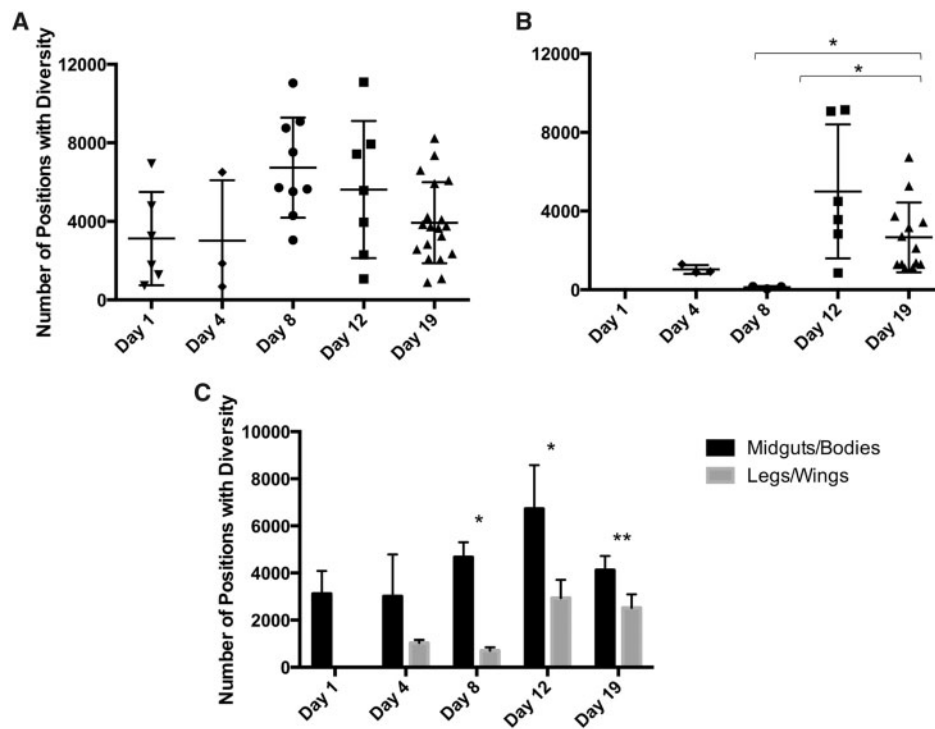 A
Number of Positions with Diversity
12000
8000
4000
0
Day 1
Day 4
Day 8
Day 12
Day 19
B
12000
8000
4000
0
*
*
Day 1
Day 4
Day 8
Day 12
Day 19
C
Number of Positions with Diversity
10000
8000
6000
4000
2000
0
*
*
**
Day 1
Day 4
Day 8
Day 12
Day 19
Midguts/Bodies
Legs/Wings